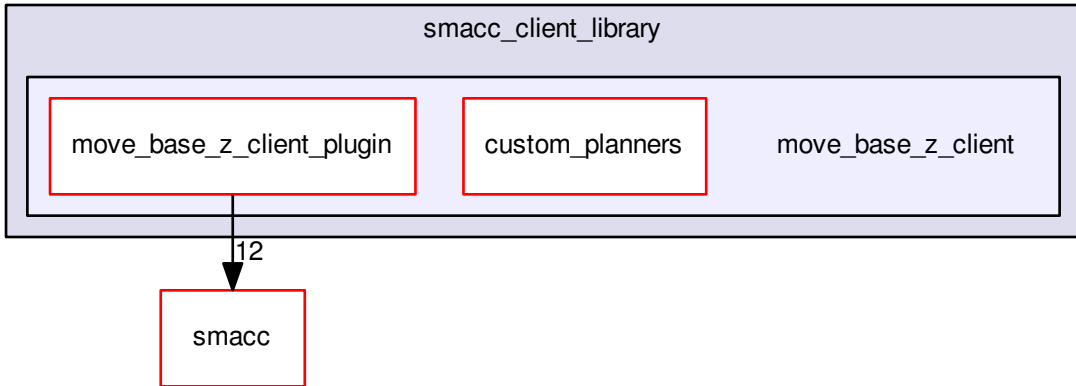 smacc_client_library
move_base_z_client_plugin
custom_planners
move_base_z_client
12
smacc